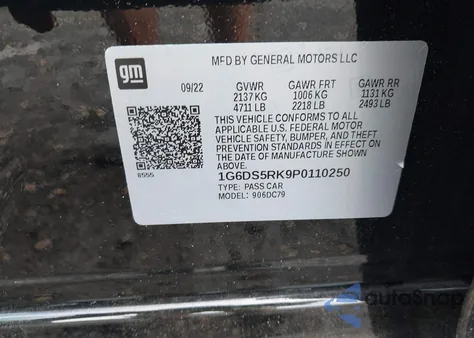 MFD BY GENERAL MOTORS LLC
gm
09/22 GVWR GAWR FRT GAWR RR
2137 KG 1006 KG 1131 KG
4711 LB 2218 LB 2493 LB
THIS VEHICLE CONFORMS TO ALL
APPLICABLE U.S. FEDERAL MOTOR
VEHICLE SAFETY, BUMPER, AND THEFT
PREVENTION STANDARDS IN EFFECT ON
THE DATE OF MANUFACTURE SHOWN
ABOVE.
8555
1G6DS5RK9P0110250
TYPE: PASS CAR
MODEL: 906DC79
autoSnap